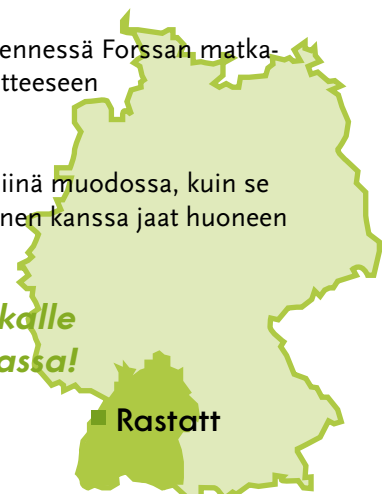 ennessä Forssan matka-
tteeseen
iinä muodossa, kuin se
nen kanssa jaat huoneen
kalle
assa!
Rastatt